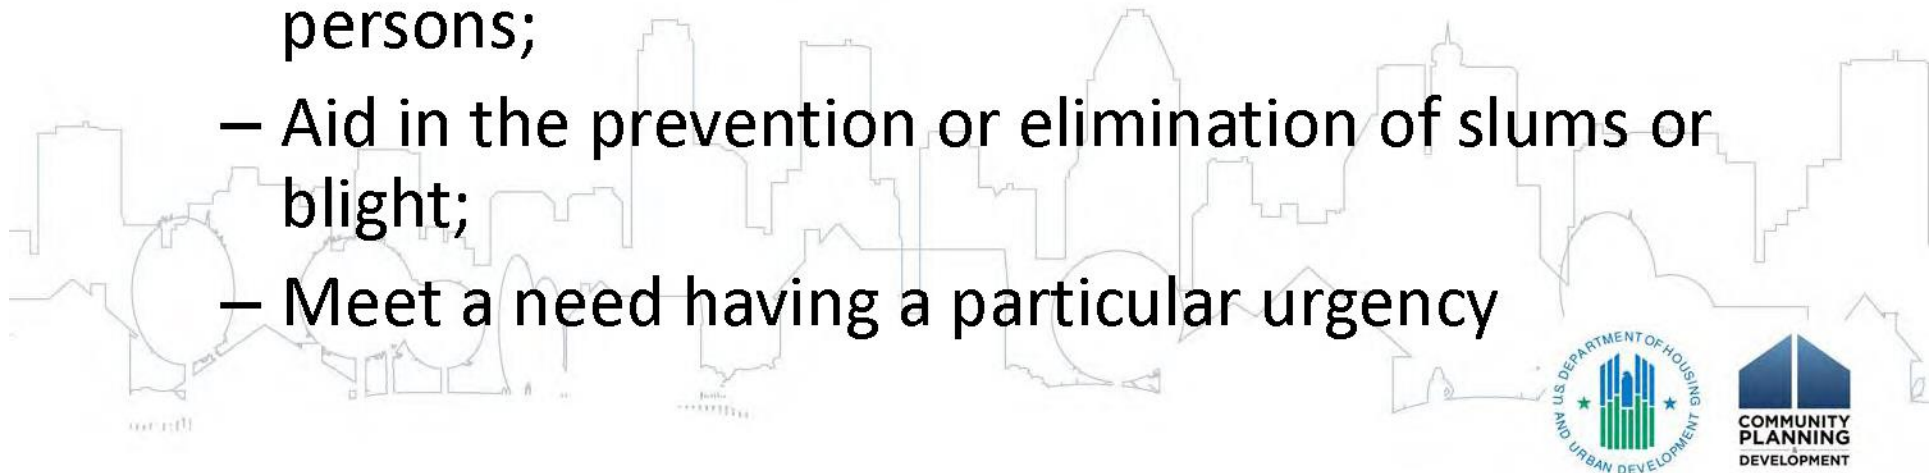 persons;
– Aid in the prevention or elimination of slums or
blight;
– Meet a need having a particular urgency
U.S. DEPARTMENT OF HOUSING
AND URBAN DEVELOPMENT
COMMUNITY
PLANNING
&
DEVELOPMENT